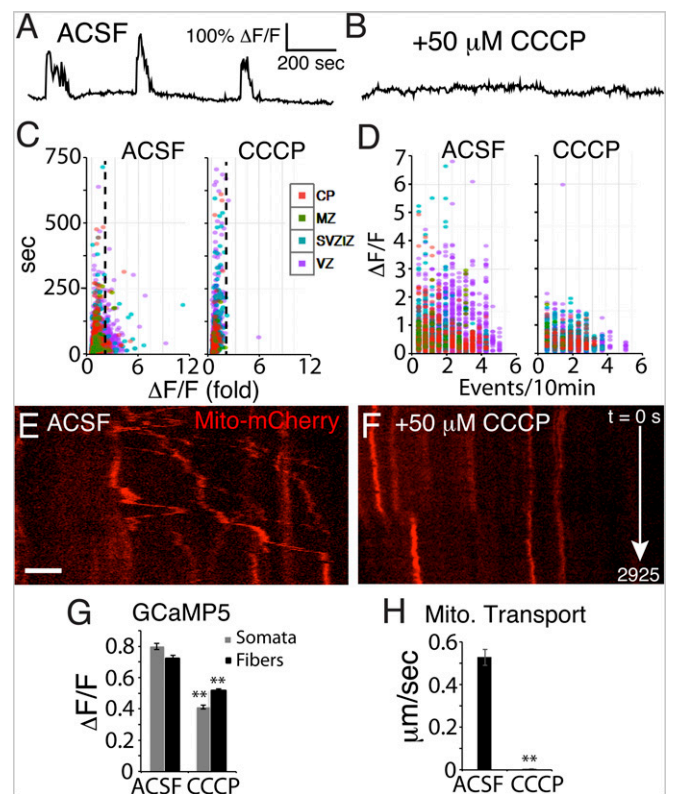 A ACSF
100% ΔF/F
200 sec
B +50 μM CCCP
C ACSF CCCP
750
500
250
0
sec
0 6 12 0 6 12
ΔF/F (fold)
CP
MZ
SVZIZ
VZ
D ACSF CCCP
7
6
5
4
3
2
1
0
ΔF/F
0 2 4 6 0 2 4 6
Events/10min
E ACSF Mito-mCherry
F +50 μM CCCP t = 0 s
2925
G GCaMP5
Somata
Fibers
0.8
0.6
0.4
0.2
0
ΔF/F
** **
ACSF CCCP
H Mito. Transport
0.6
0.4
0.2
0
μm/sec
**
ACSF CCCP